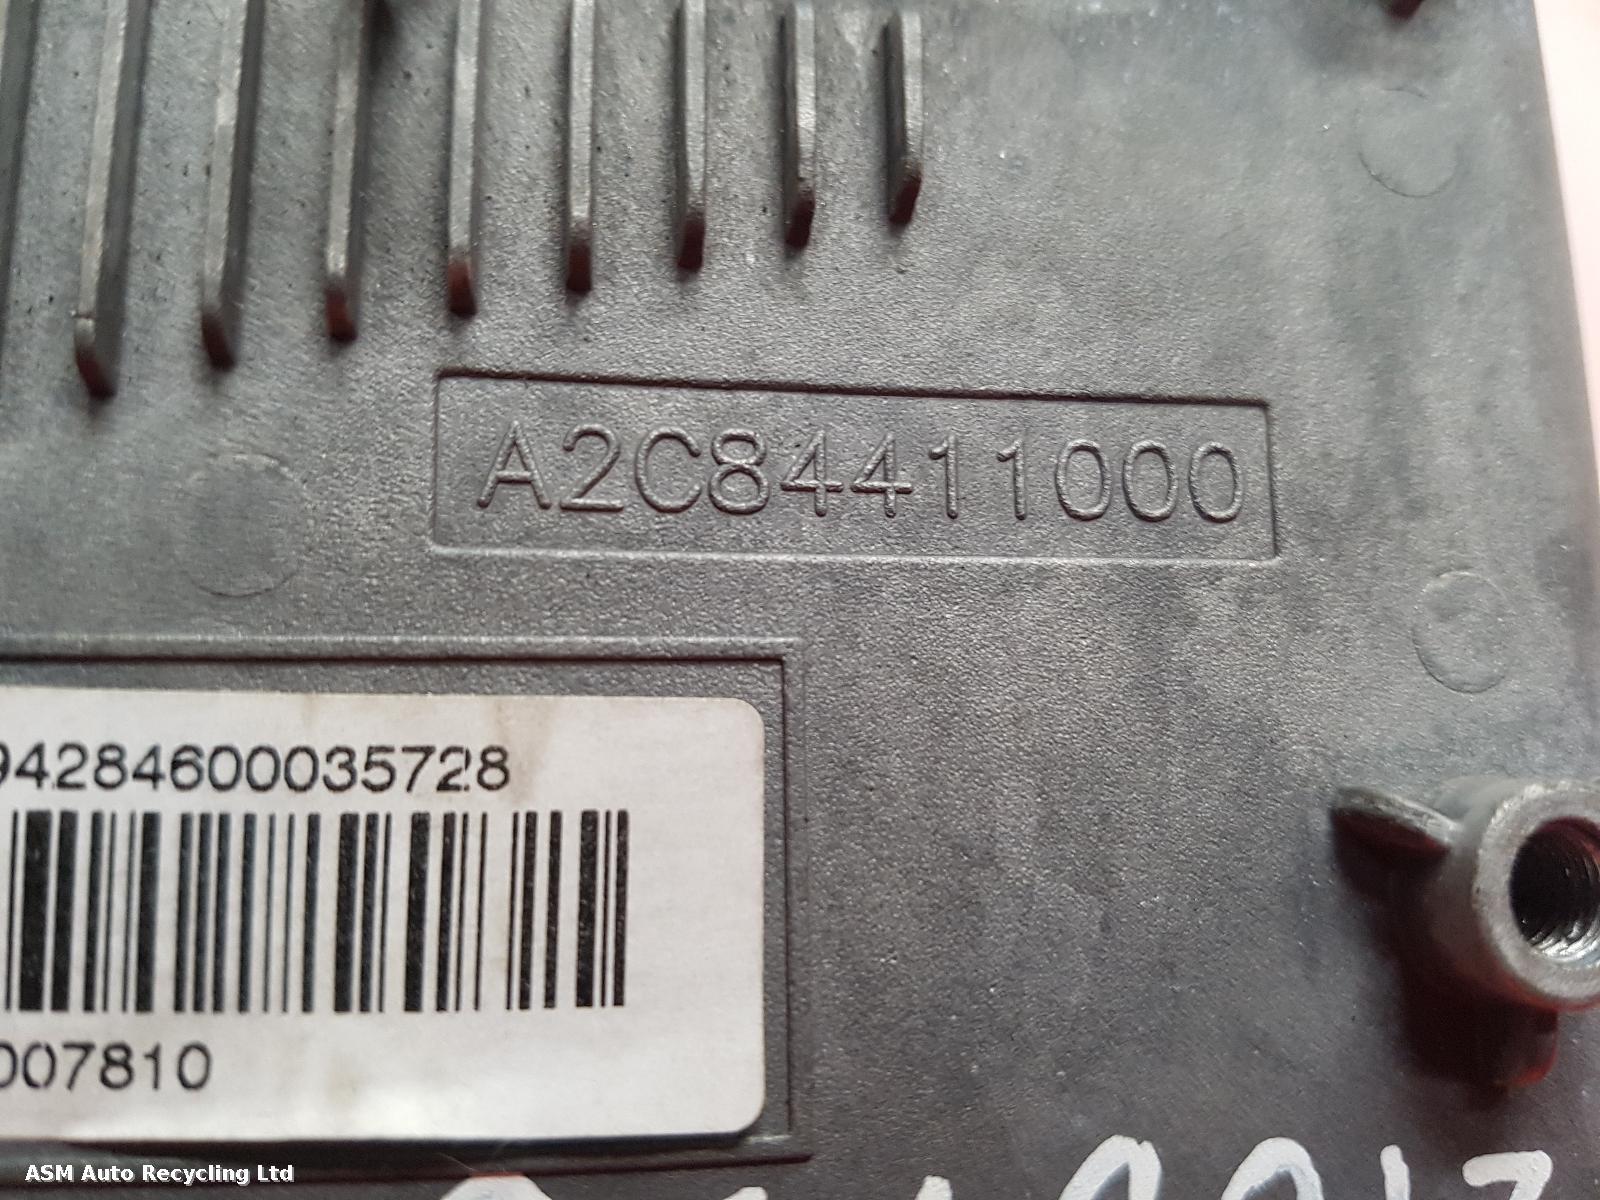 A2C84411000
94284600035728
007810
ASM Auto Recycling Ltd